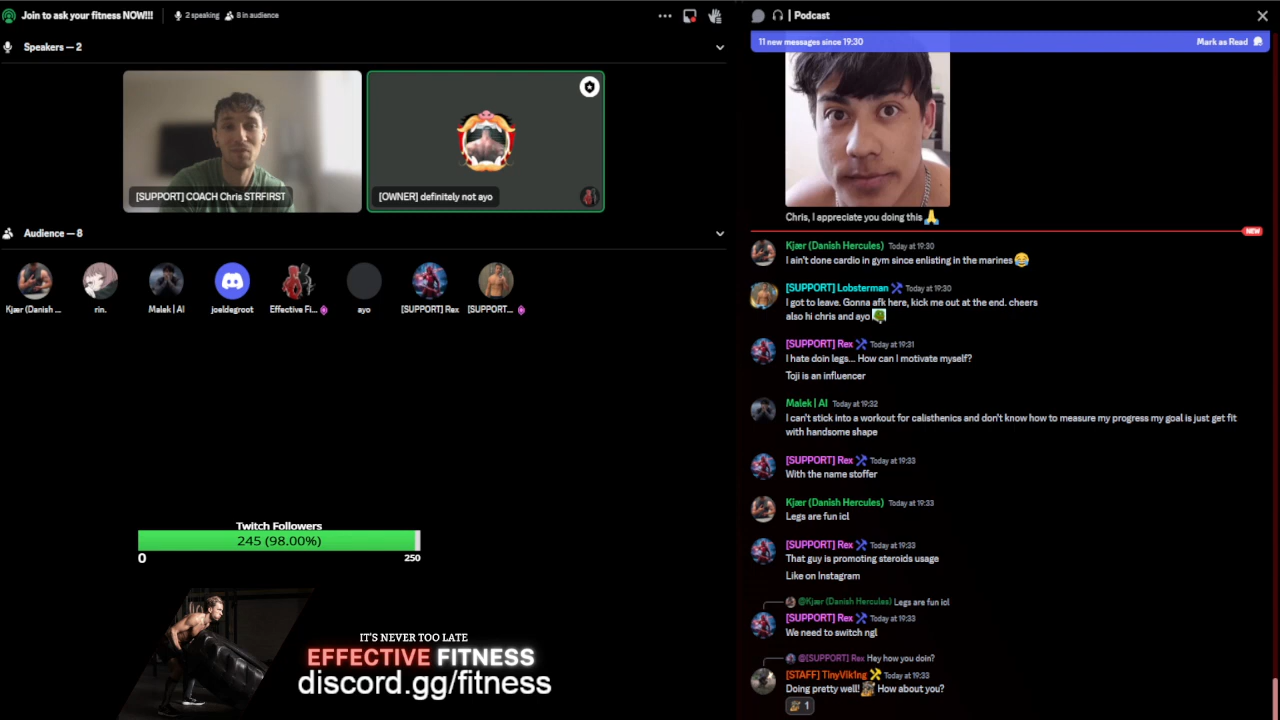 Join to ask your fitness NOW!!!
2 speaking
8 in audience
Speakers — 2
[SUPPORT] COACH Chris STRFIRST
[OWNER] definitely not ayo
Audience — 8
Kjær (Danish ...
rin.
Malek | AI
joeldegroot
Effective Fi...
ayo
[SUPPORT] Rex
[SUPPORT...
Twitch Followers
245 (98.00%)
0
250
IT'S NEVER TOO LATE
EFFECTIVE FITNESS
discord.gg/fitness
| Podcast
11 new messages since 19:30
Mark as Read
Chris, I appreciate you doing this
NEW
Kjær (Danish Hercules) Today at 19:30
I ain't done cardio in gym since enlisting in the marines
[SUPPORT] Lobsterman Today at 19:30
I got to leave. Gonna afk here, kick me out at the end. cheers
also hi chris and ayo
[SUPPORT] Rex Today at 19:31
I hate doin legs... How can I motivate myself?
Toji is an influencer
Malek | AI Today at 19:32
I can't stick into a workout for calisthenics and don't know how to measure my progress my goal is just get fit
with handsome shape
[SUPPORT] Rex Today at 19:33
With the name stoffer
Kjær (Danish Hercules) Today at 19:33
Legs are fun icl
[SUPPORT] Rex Today at 19:33
That guy is promoting steroids usage
Like on Instagram
@Kjær (Danish Hercules) Legs are fun icl
[SUPPORT] Rex Today at 19:33
We need to switch ngl
@[SUPPORT] Rex Hey how you doin?
[STAFF] TinyV1k1ng Today at 19:33
Doing pretty well! How about you?
1